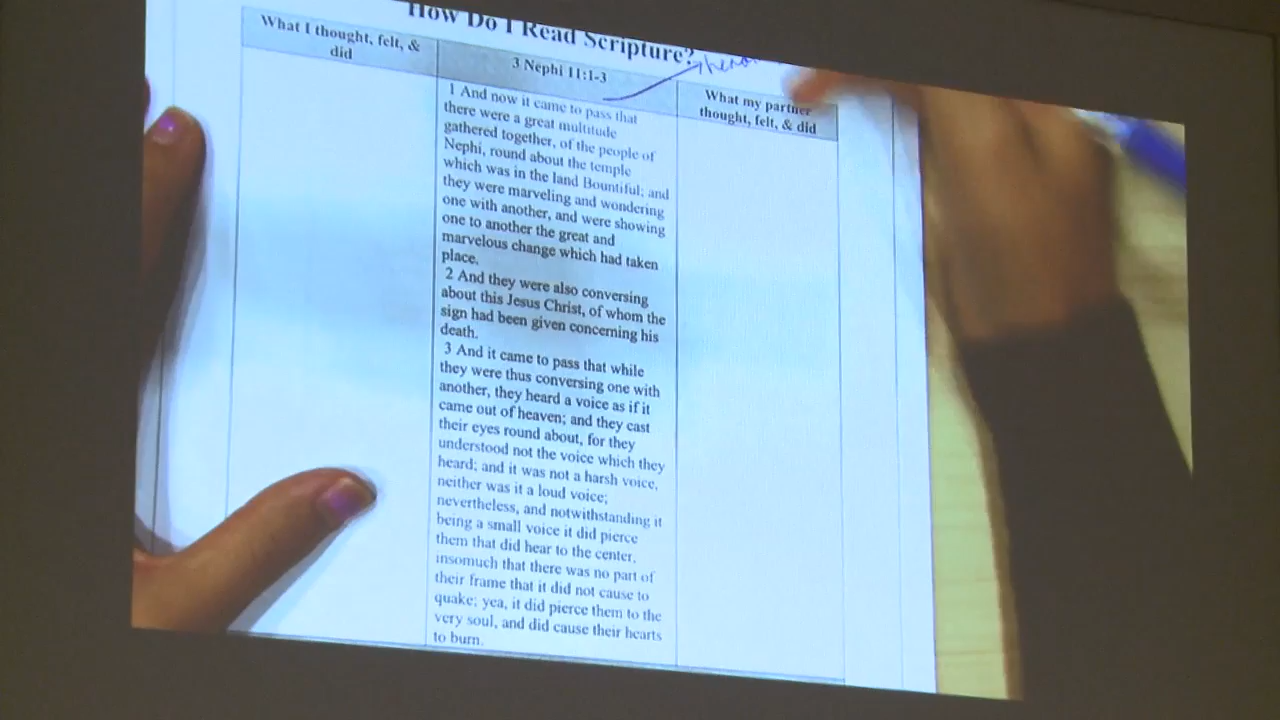 How Do I Read Scripture?
What I thought, felt, &
did
3 Nephi 11:1-3
What my partner
thought, felt, & did
1 And now it came to pass that
there were a great multitude
gathered together, of the people of
Nephi, round about the temple
which was in the land Bountiful; and
they were marveling and wondering
one with another, and were showing
one to another the great and
marvelous change which had taken
place.
2 And they were also conversing
about this Jesus Christ, of whom the
sign had been given concerning his
death.
3 And it came to pass that while
they were thus conversing one with
another, they heard a voice as if it
came out of heaven; and they cast
their eyes round about, for they
understood not the voice which they
heard; and it was not a harsh voice,
neither was it a loud voice;
nevertheless, and notwithstanding it
being a small voice it did pierce
them that did hear to the center,
insomuch that there was no part of
their frame that it did not cause to
quake; yea, it did pierce them to the
very soul, and did cause their hearts
to burn.